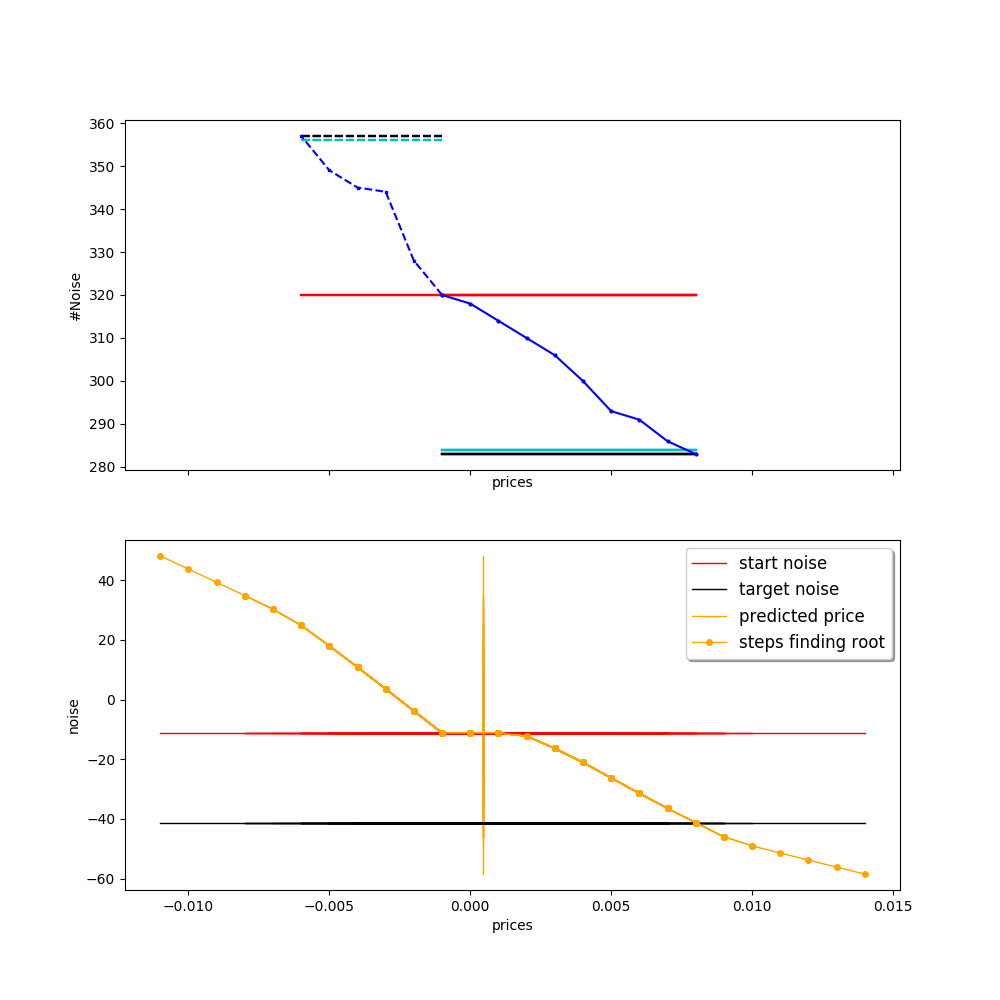 360
350
340
330
320
310
300
290
280
#Noise
prices
40
20
0
−20
−40
−60
noise
start noise
target noise
predicted price
steps finding root
−0.010 −0.005 0.000 0.005 0.010 0.015
prices